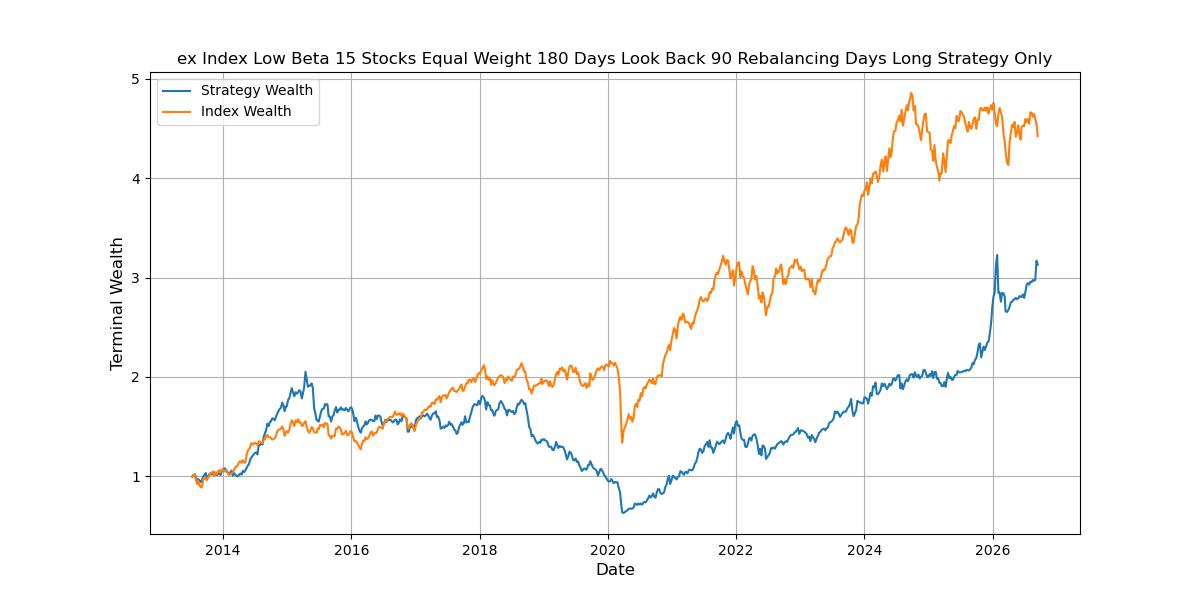 ex Index Low Beta 15 Stocks Equal Weight 180 Days Look Back 90 Rebalancing Days Long Strategy Only
Strategy Wealth
Index Wealth
Terminal Wealth
5
4
3
2
1
2014 2016 2018 2020 2022 2024 2026
Date